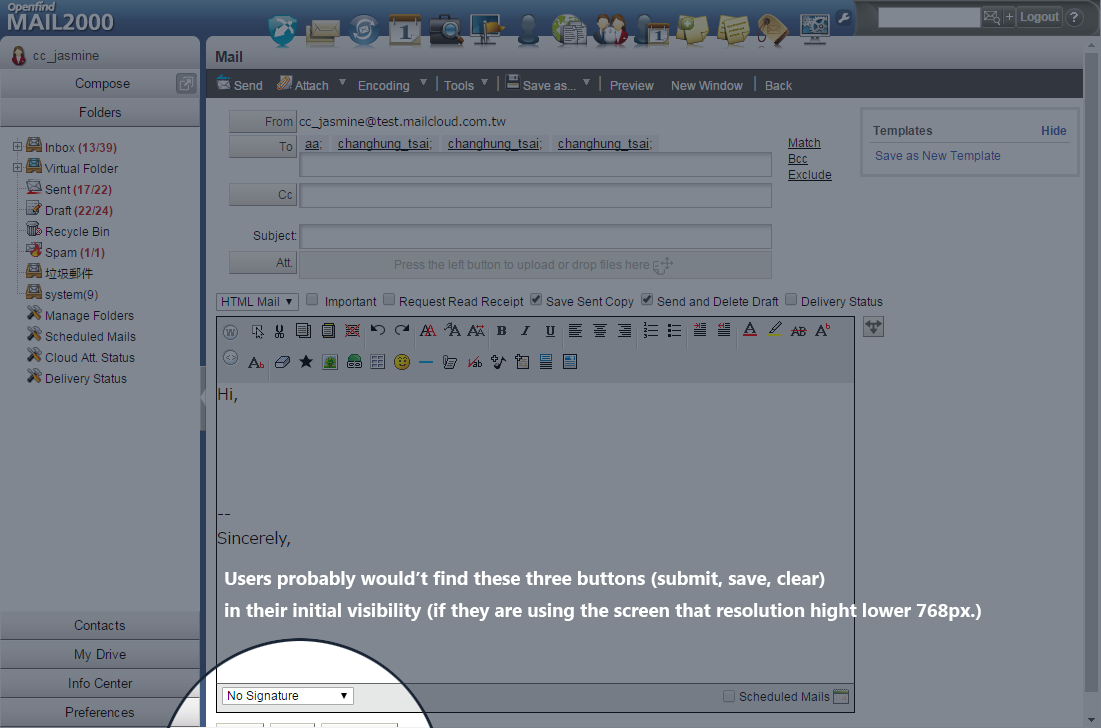 Openfind
MAIL2000
1
+ Logout ?
cc_jasmine
Compose
Folders
Inbox (13/39)
Virtual Folder
Sent (17/22)
Draft (22/24)
Recycle Bin
Spam (1/1)
垃圾郵件
system(9)
Manage Folders
Scheduled Mails
Cloud Att. Status
Delivery Status
Contacts
My Drive
Info Center
Preferences
Mail
Send Attach Encoding Tools Save as... Preview New Window Back
From cc_jasmine@test.mailcloud.com.tw
To aa; changhung_tsai; changhung_tsai; changhung_tsai;
Match
Bcc
Exclude
Cc
Subject:
Att. Press the left button to upload or drop files here
Templates Hide
Save as New Template
HTML Mail Important Request Read Receipt Save Sent Copy Send and Delete Draft Delivery Status
Hi,
--
Sincerely,
Users probably would't find these three buttons (submit, save, clear)
in their initial visibility (if they are using the screen that resolution hight lower 768px.)
No Signature Scheduled Mails